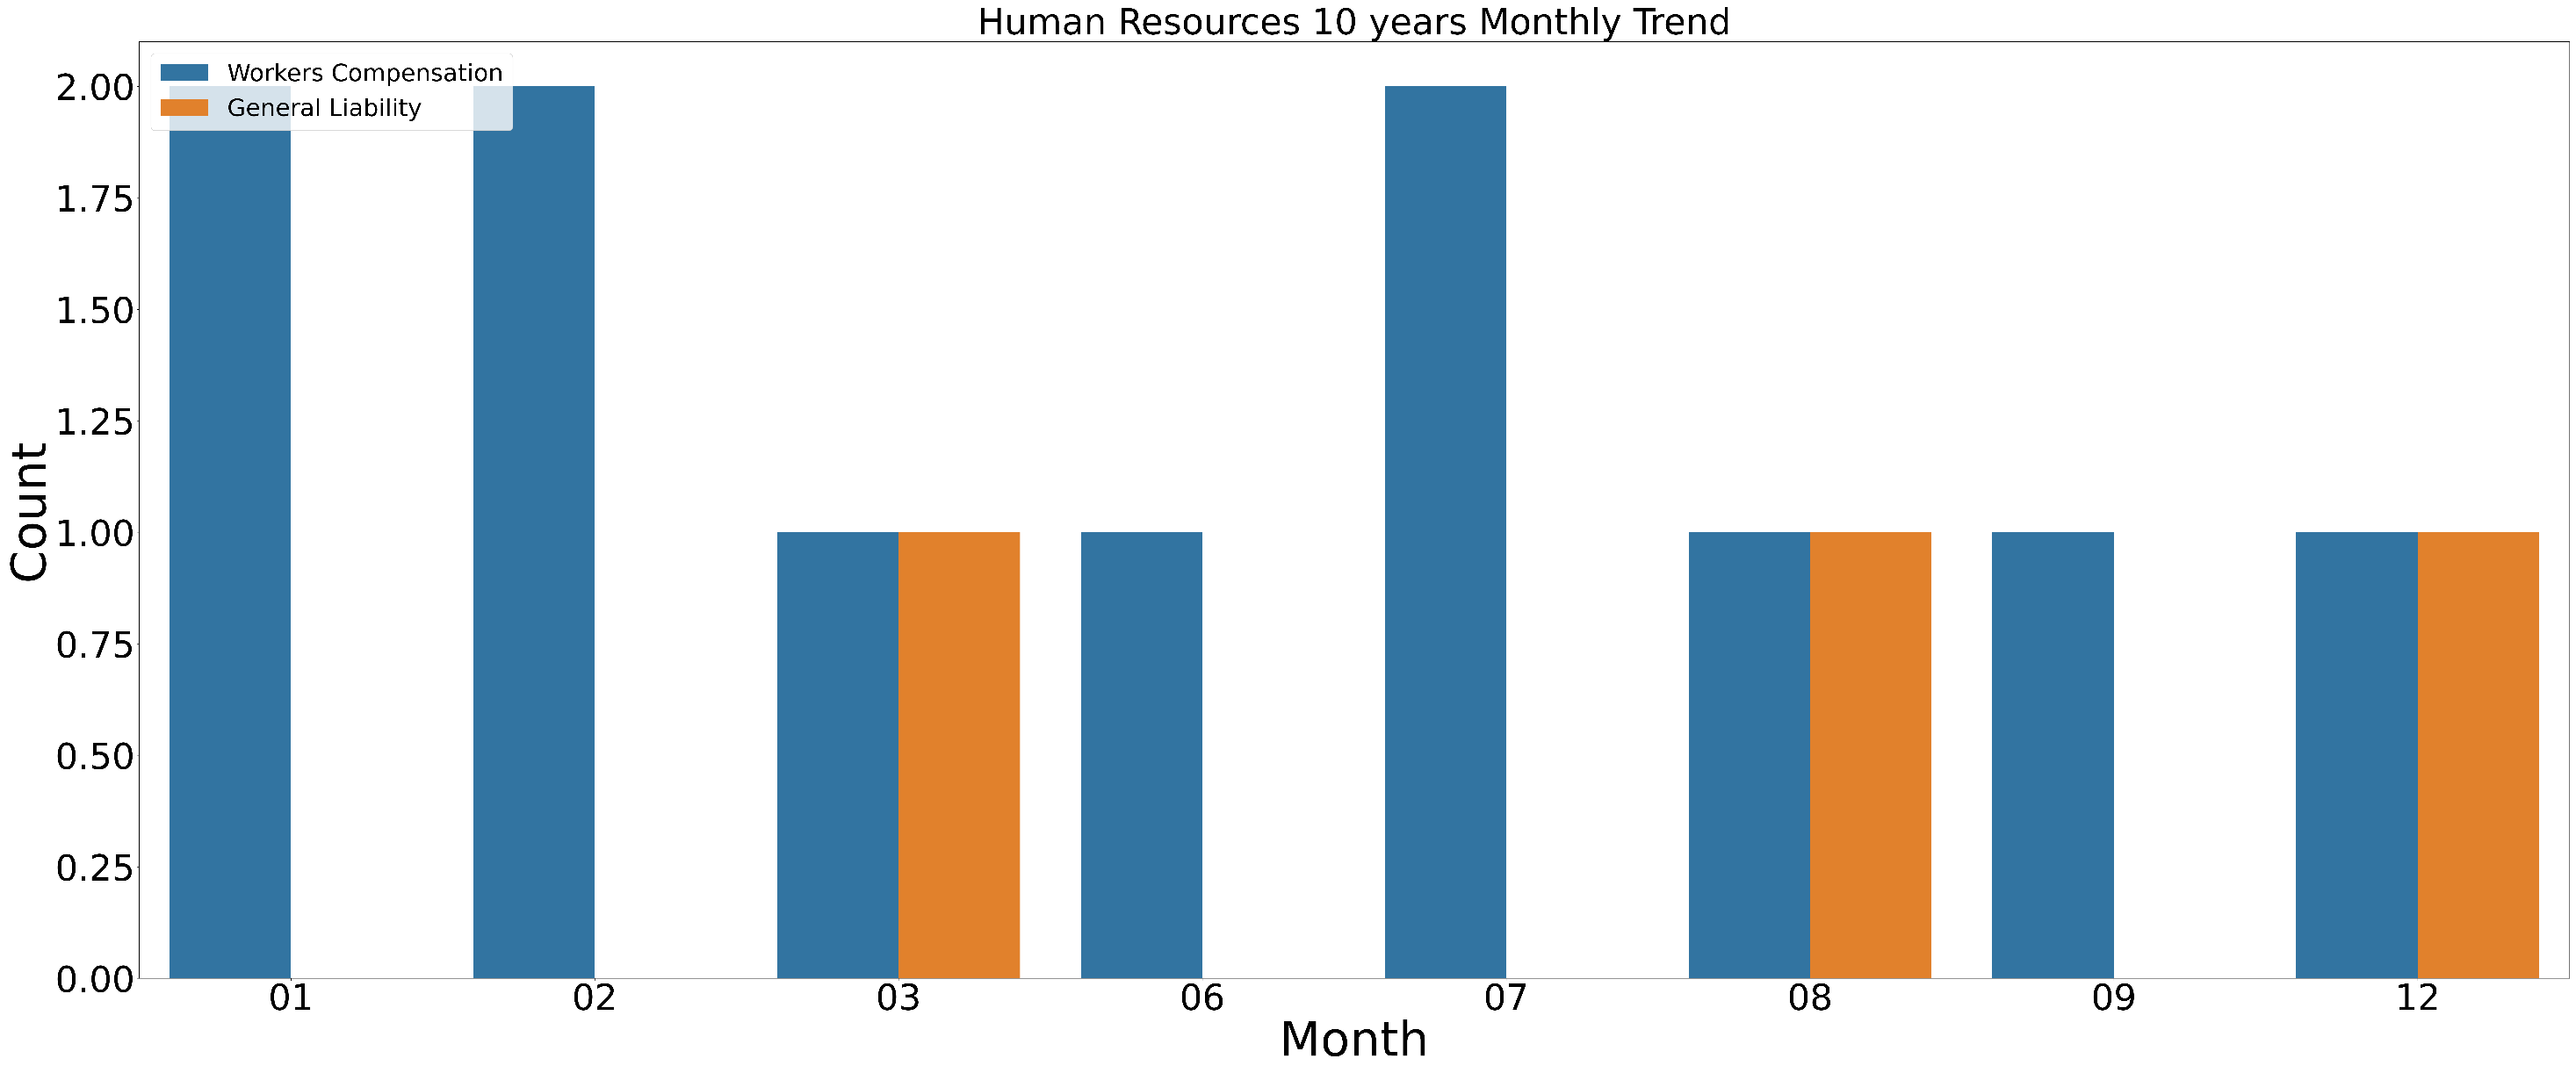 Human Resources 10 years Monthly Trend
Workers Compensation
General Liability
2.00
1.75
1.50
1.25
1.00
0.75
0.50
0.25
0.00
Count
01 02 03 06 07 08 09 12
Month